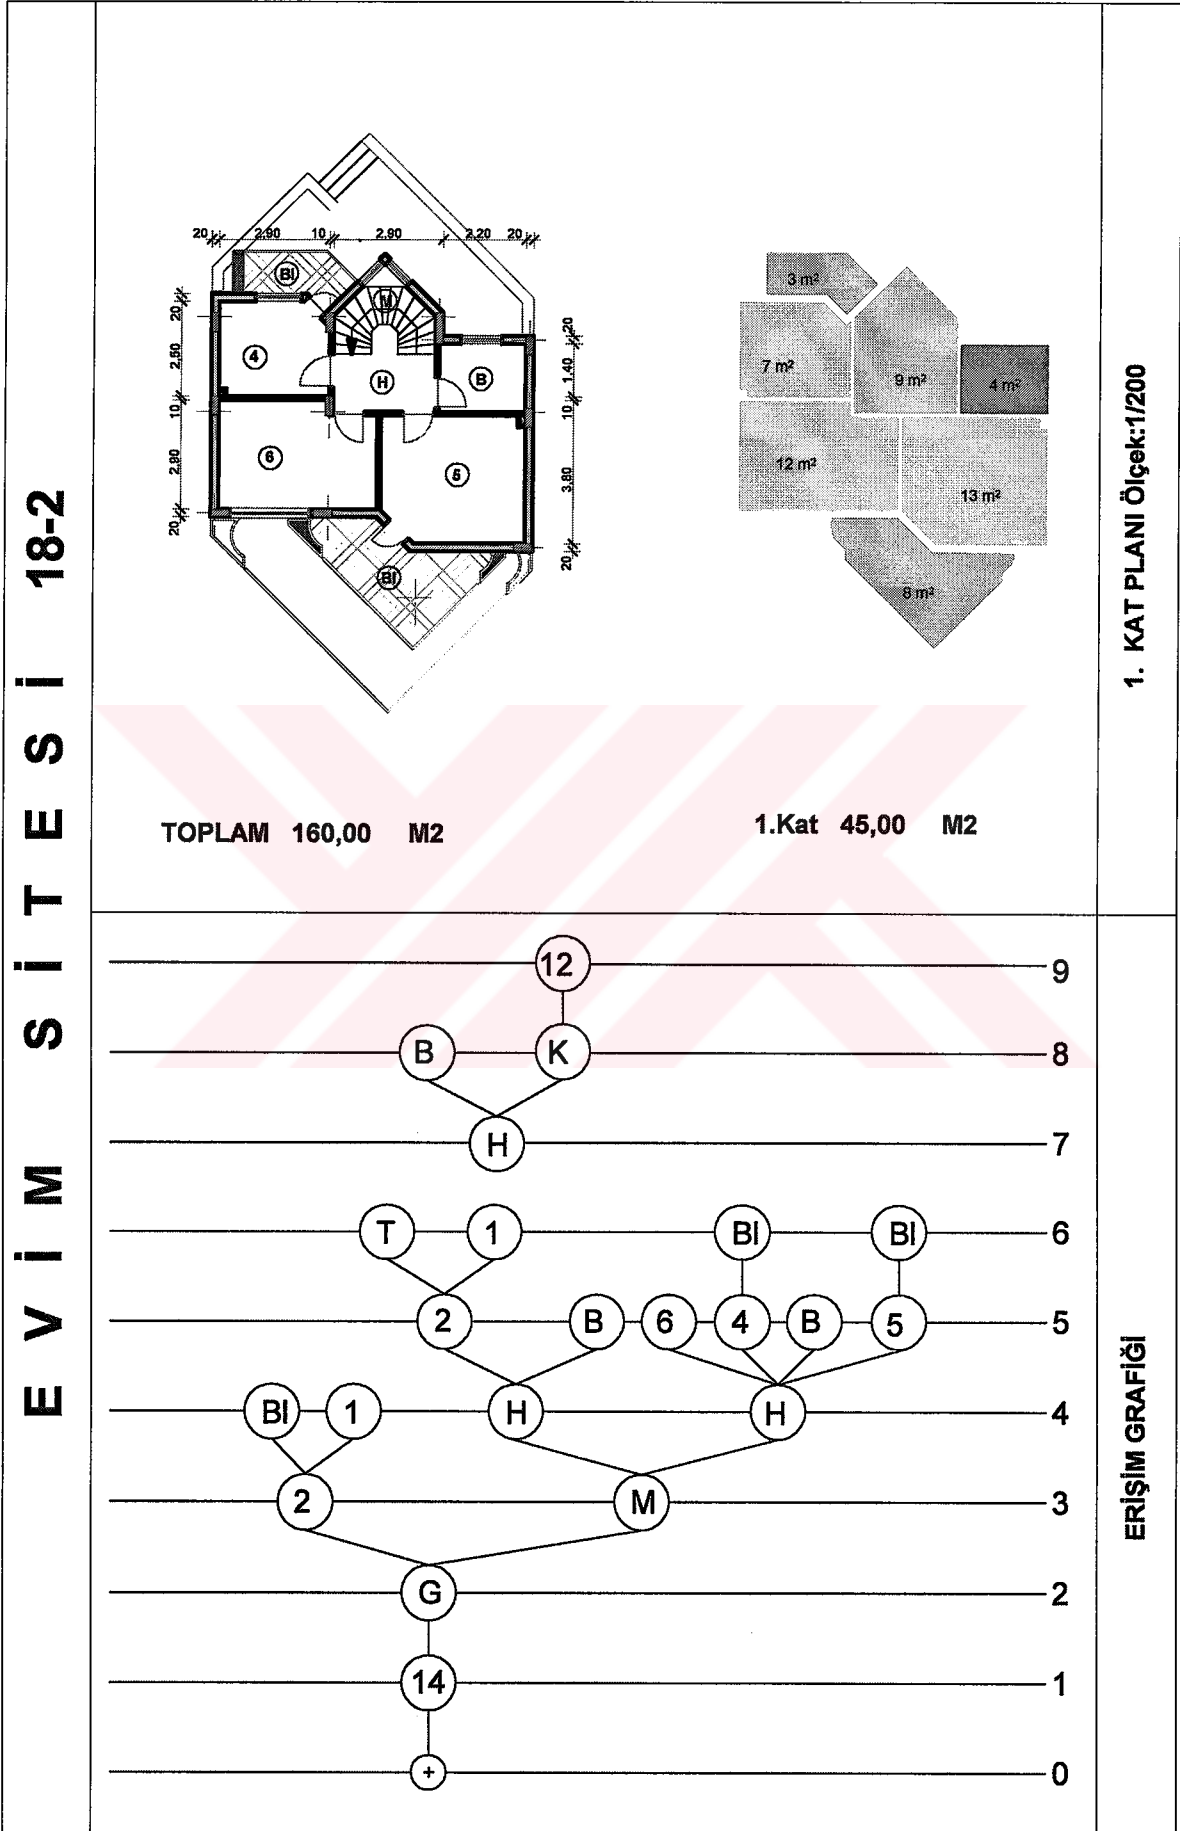 EVİM SİTESİ 18-2
20 2,90 10 2,90 2,20 20
Bl
M
20
20
4
2,50
H
B
1.40
10
10
6
2,90
5
3.80
20
Bl
20
3 m²
7 m²
9 m²
4 m²
12 m²
13 m²
8 m²
1. KAT PLANI Ölçek:1/200
TOPLAM 160,00 M2
1.Kat 45,00 M2
12 9
B K 8
H 7
T 1 Bl Bl 6
2 B 6 4 B 5 5
Bl 1 H H 4
2 M 3
G 2
14 1
+ 0
ERİŞİM GRAFİĞİ